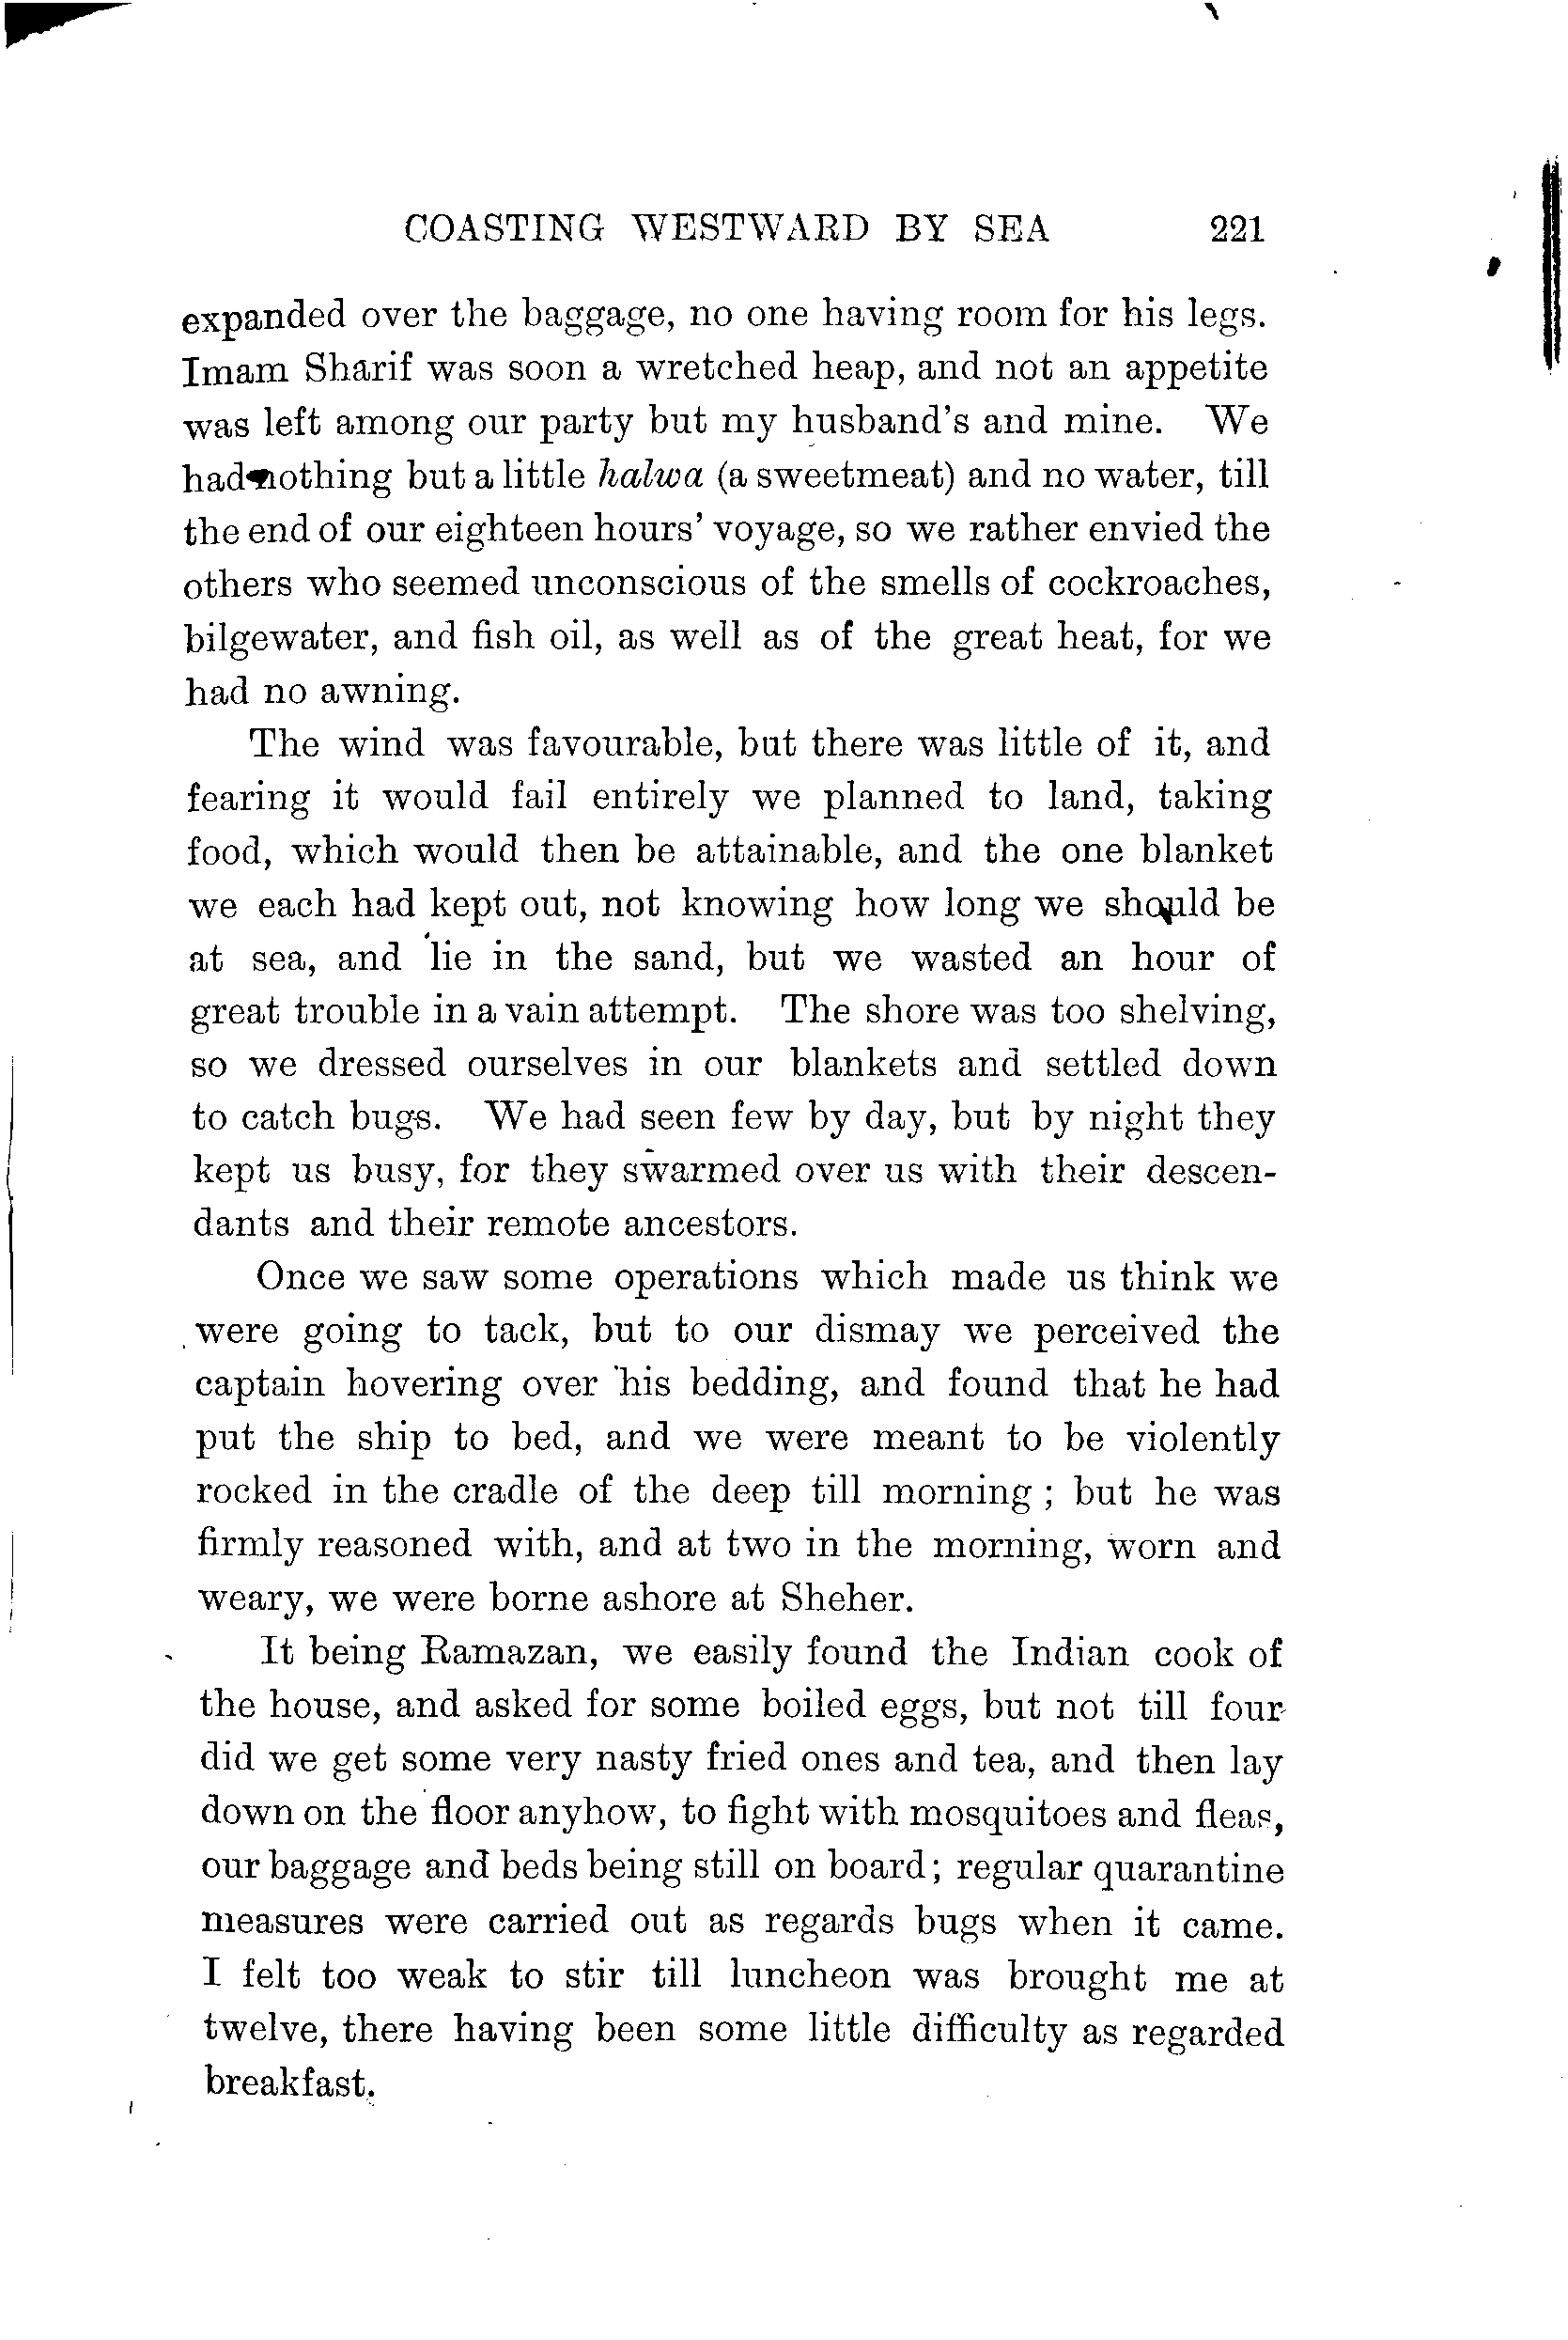 COASTING WESTWARD BY SEA 221
expanded over the baggage, no one having room for his legs.
Imam Sharif was soon a wretched heap, and not an appetite
was left among our party but my husband's and mine. We
had nothing but a little halwa (a sweetmeat) and no water, till
the end of our eighteen hours' voyage, so we rather envied the
others who seemed unconscious of the smells of cockroaches,
bilgewater, and fish oil, as well as of the great heat, for we
had no awning.
The wind was favourable, but there was little of it, and
fearing it would fail entirely we planned to land, taking
food, which would then be attainable, and the one blanket
we each had kept out, not knowing how long we should be
at sea, and lie in the sand, but we wasted an hour of
great trouble in a vain attempt. The shore was too shelving,
so we dressed ourselves in our blankets and settled down
to catch bugs. We had seen few by day, but by night they
kept us busy, for they swarmed over us with their descen-
dants and their remote ancestors.
Once we saw some operations which made us think we
were going to tack, but to our dismay we perceived the
captain hovering over his bedding, and found that he had
put the ship to bed, and we were meant to be violently
rocked in the cradle of the deep till morning ; but he was
firmly reasoned with, and at two in the morning, worn and
weary, we were borne ashore at Sheher.
It being Ramazan, we easily found the Indian cook of
the house, and asked for some boiled eggs, but not till four
did we get some very nasty fried ones and tea, and then lay
down on the floor anyhow, to fight with mosquitoes and fleas,
our baggage and beds being still on board; regular quarantine
measures were carried out as regards bugs when it came.
I felt too weak to stir till luncheon was brought me at
twelve, there having been some little difficulty as regarded
breakfast.